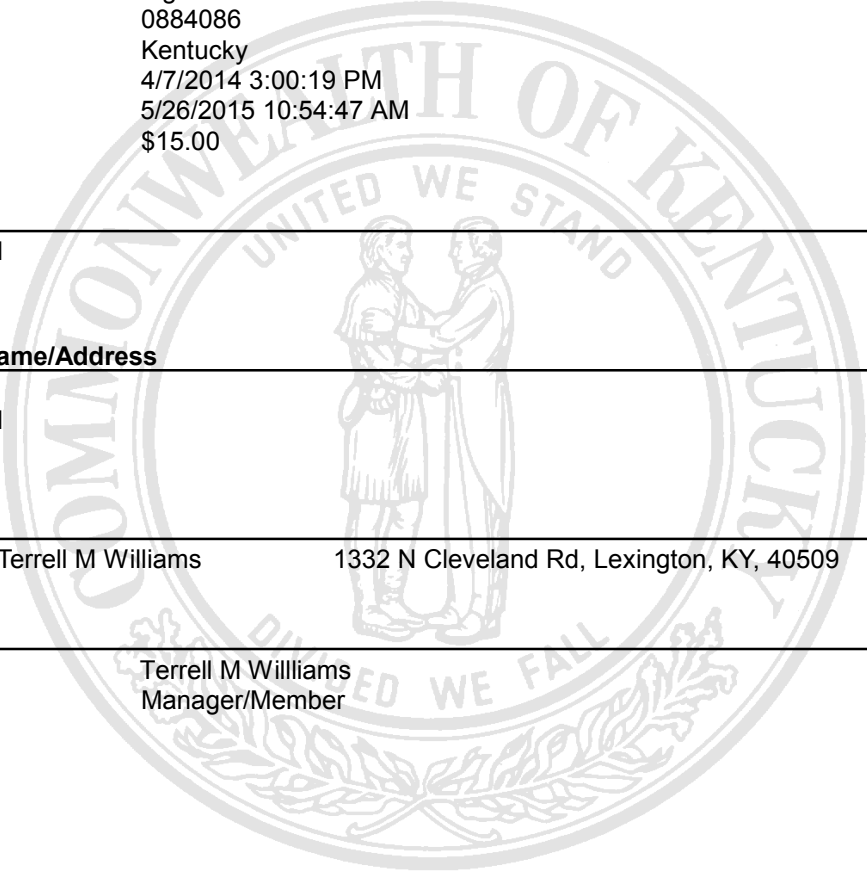 0884086
Kentucky
4/7/2014 3:00:19 PM
5/26/2015 10:54:47 AM
$15.00
COMMONWEALTH OF KENTUCKY
UNITED WE STAND
ame/Address
Terrell M Williams 1332 N Cleveland Rd, Lexington, KY, 40509
DIVIDED WE FALL
Terrell M Willliams
Manager/Member